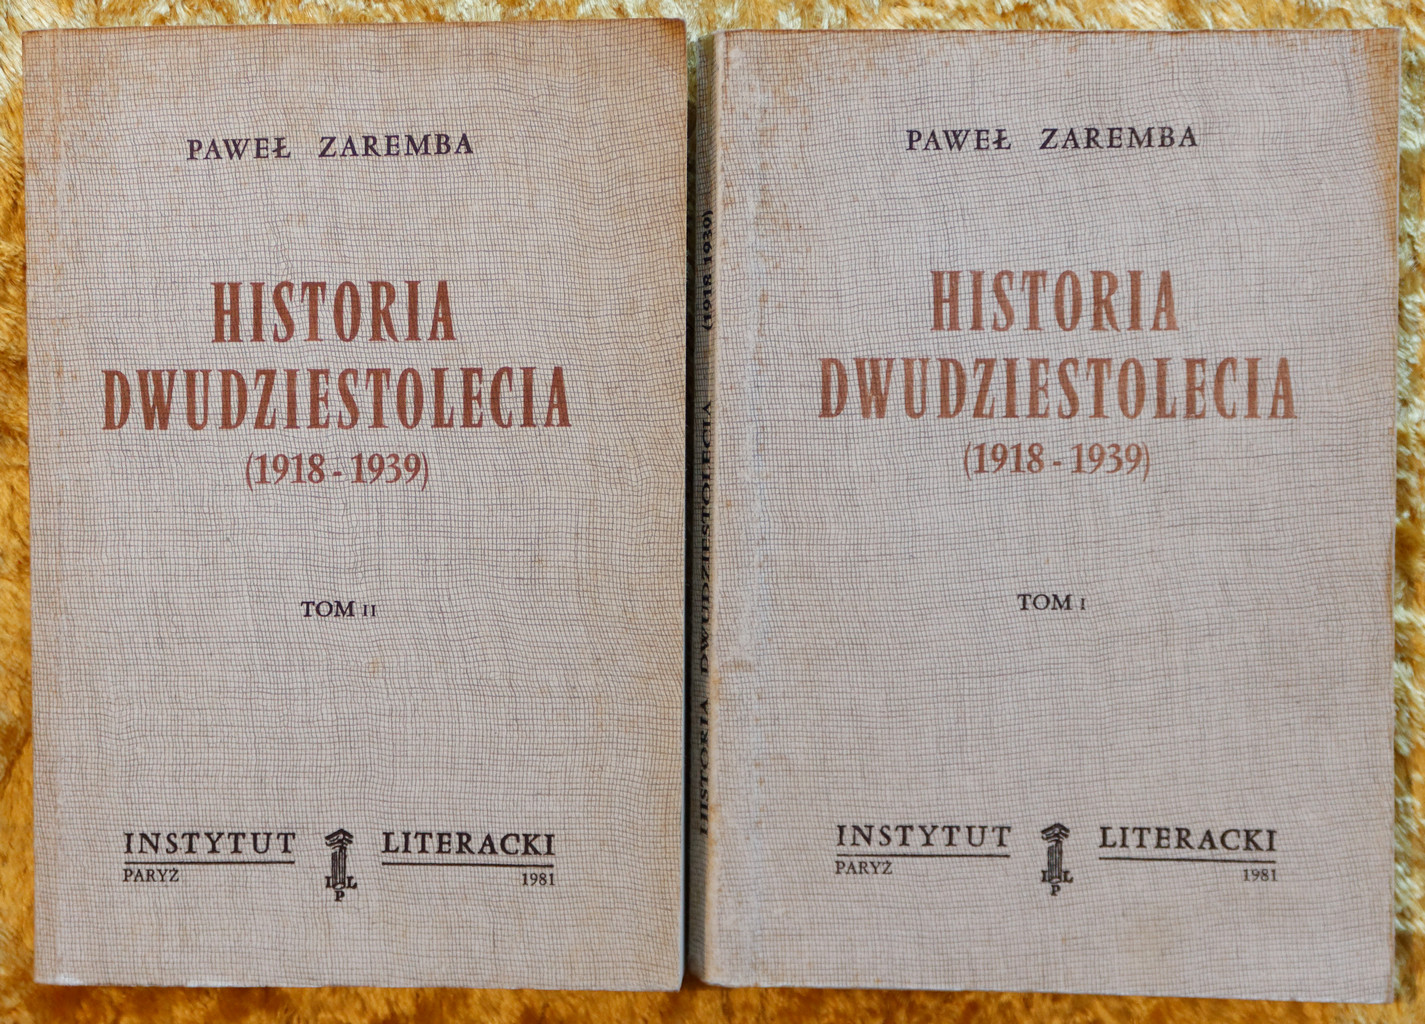 PAWEŁ ZAREMBA
HISTORIA
DWUDZIESTOLECIA
(1918 - 1939)
TOM II
INSTYTUT LITERACKI
PARYŻ 1981
I L
P
HISTORIA DWUDZIESTOLECIA (1918-1939)
PAWEŁ ZAREMBA
HISTORIA
DWUDZIESTOLECIA
(1918 - 1939)
TOM I
INSTYTUT LITERACKI
PARYŻ 1981
I L
P